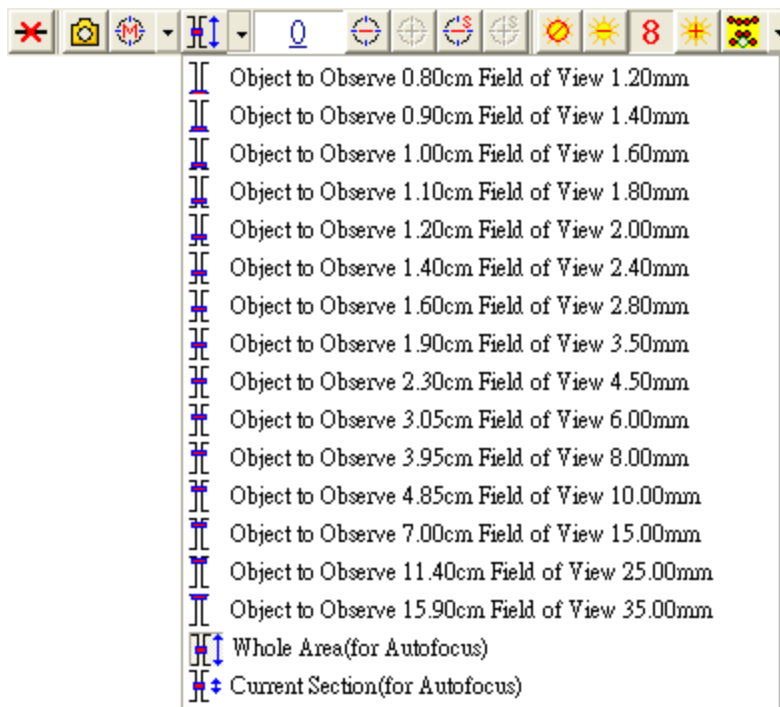 M 0 S S 8
Object to Observe 0.80cm Field of View 1.20mm
Object to Observe 0.90cm Field of View 1.40mm
Object to Observe 1.00cm Field of View 1.60mm
Object to Observe 1.10cm Field of View 1.80mm
Object to Observe 1.20cm Field of View 2.00mm
Object to Observe 1.40cm Field of View 2.40mm
Object to Observe 1.60cm Field of View 2.80mm
Object to Observe 1.90cm Field of View 3.50mm
Object to Observe 2.30cm Field of View 4.50mm
Object to Observe 3.05cm Field of View 6.00mm
Object to Observe 3.95cm Field of View 8.00mm
Object to Observe 4.85cm Field of View 10.00mm
Object to Observe 7.00cm Field of View 15.00mm
Object to Observe 11.40cm Field of View 25.00mm
Object to Observe 15.90cm Field of View 35.00mm
Whole Area(for Autofocus)
Current Section(for Autofocus)